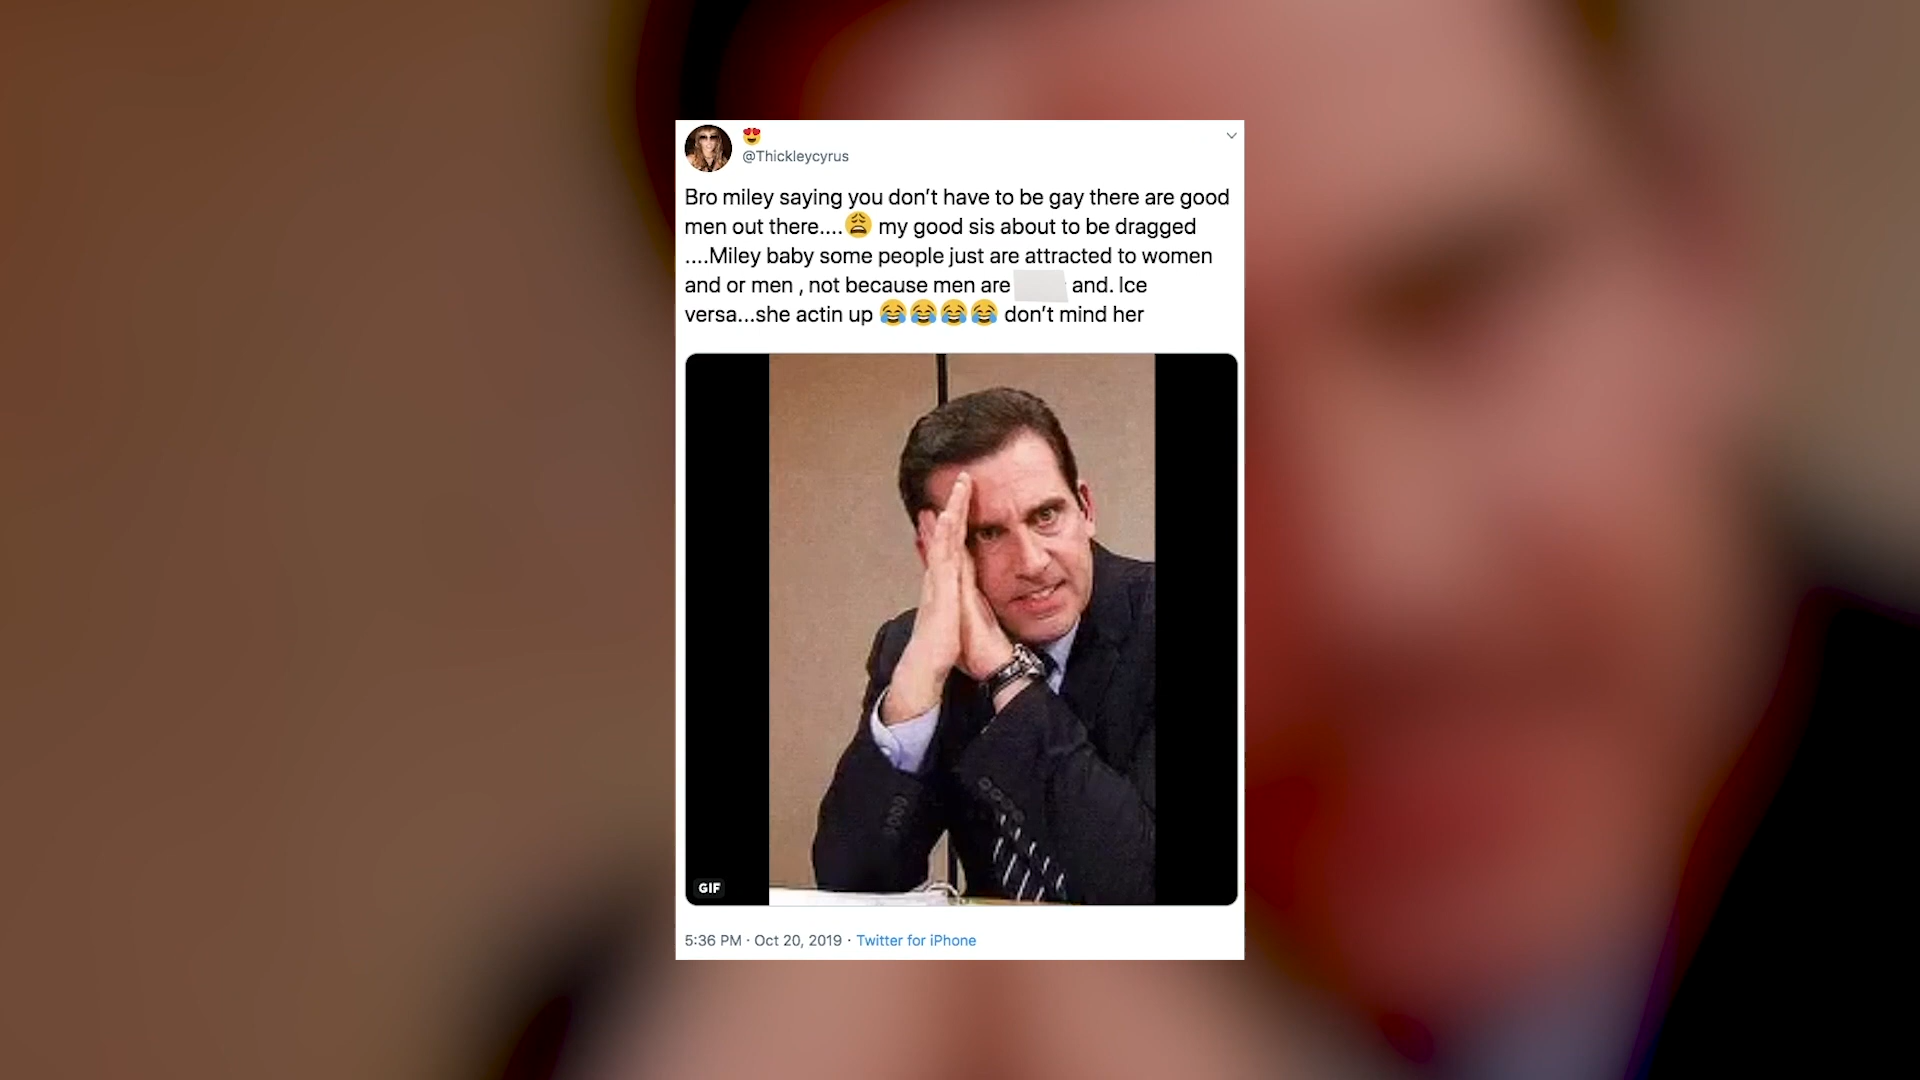 😍
@Thickleycyrus
Bro miley saying you don't have to be gay there are good
men out there....😩 my good sis about to be dragged
....Miley baby some people just are attracted to women
and or men , not because men are and. Ice
versa...she actin up 😂😂😂😂 don't mind her
GIF
5:36 PM · Oct 20, 2019 · Twitter for iPhone